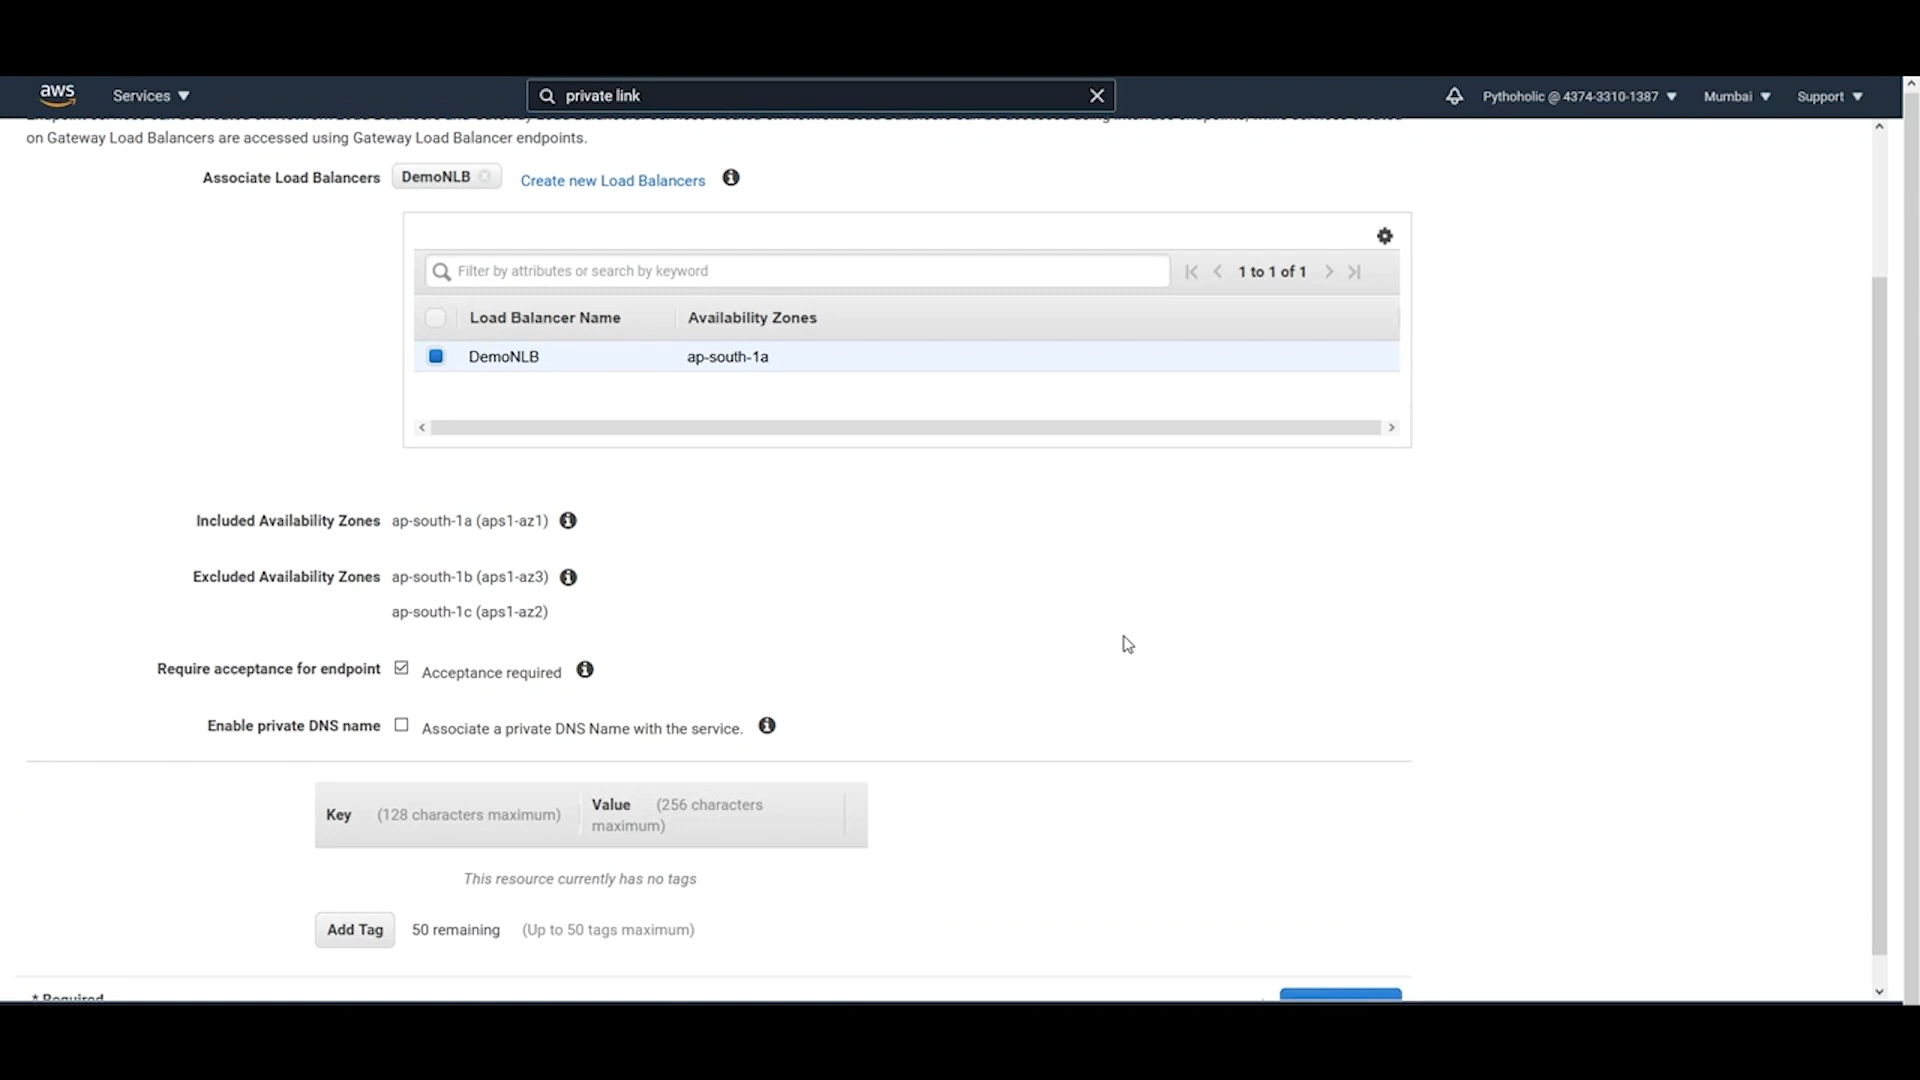 aws
Services ▼
private link
Pythoholic @ 4374-3310-1387 ▼
Mumbai ▼
Support ▼
on Gateway Load Balancers are accessed using Gateway Load Balancer endpoints.
Associate Load Balancers
DemoNLB
Create new Load Balancers
Filter by attributes or search by keyword
1 to 1 of 1
Load Balancer Name
Availability Zones
DemoNLB
ap-south-1a
Included Availability Zones
ap-south-1a (aps1-az1)
Excluded Availability Zones
ap-south-1b (aps1-az3)
ap-south-1c (aps1-az2)
Require acceptance for endpoint
Acceptance required
Enable private DNS name
Associate a private DNS Name with the service.
Key (128 characters maximum)
Value (256 characters
maximum)
This resource currently has no tags
Add Tag
50 remaining
(Up to 50 tags maximum)
* Required